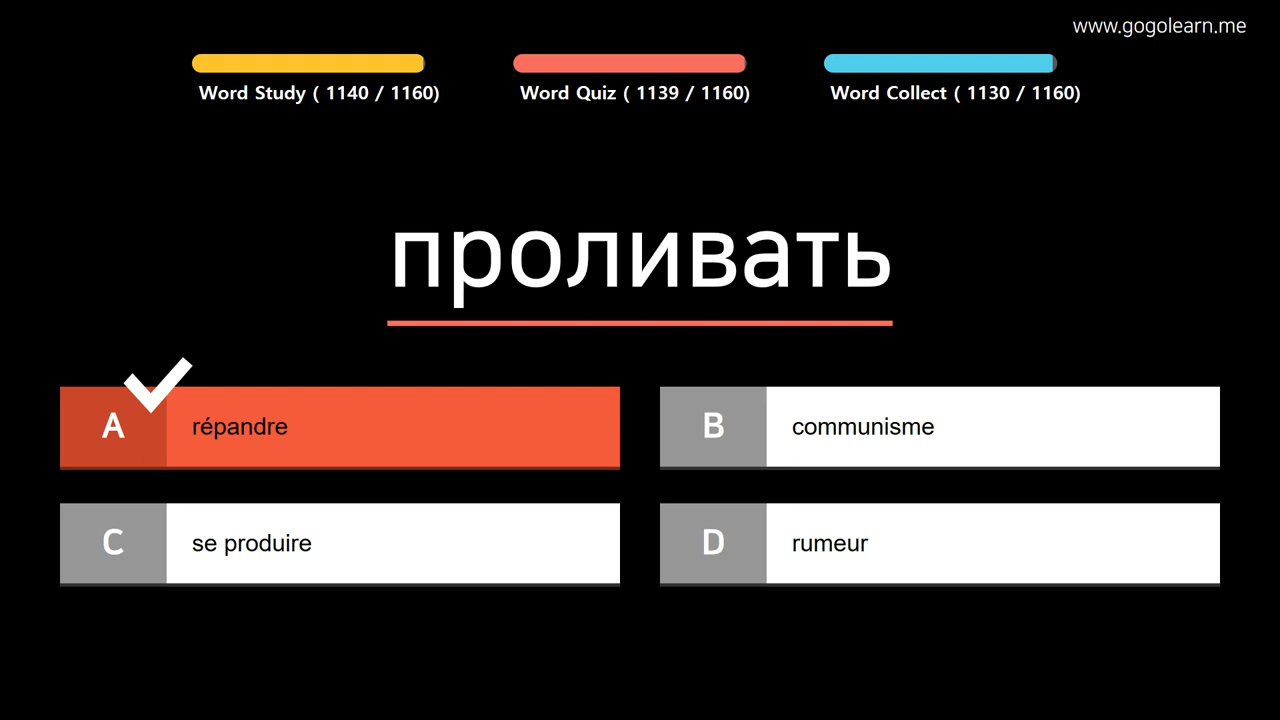 www.gogolearn.me
Word Study ( 1140 / 1160)
Word Quiz ( 1139 / 1160)
Word Collect ( 1130 / 1160)
проливать
A répandre
B communisme
C se produire
D rumeur